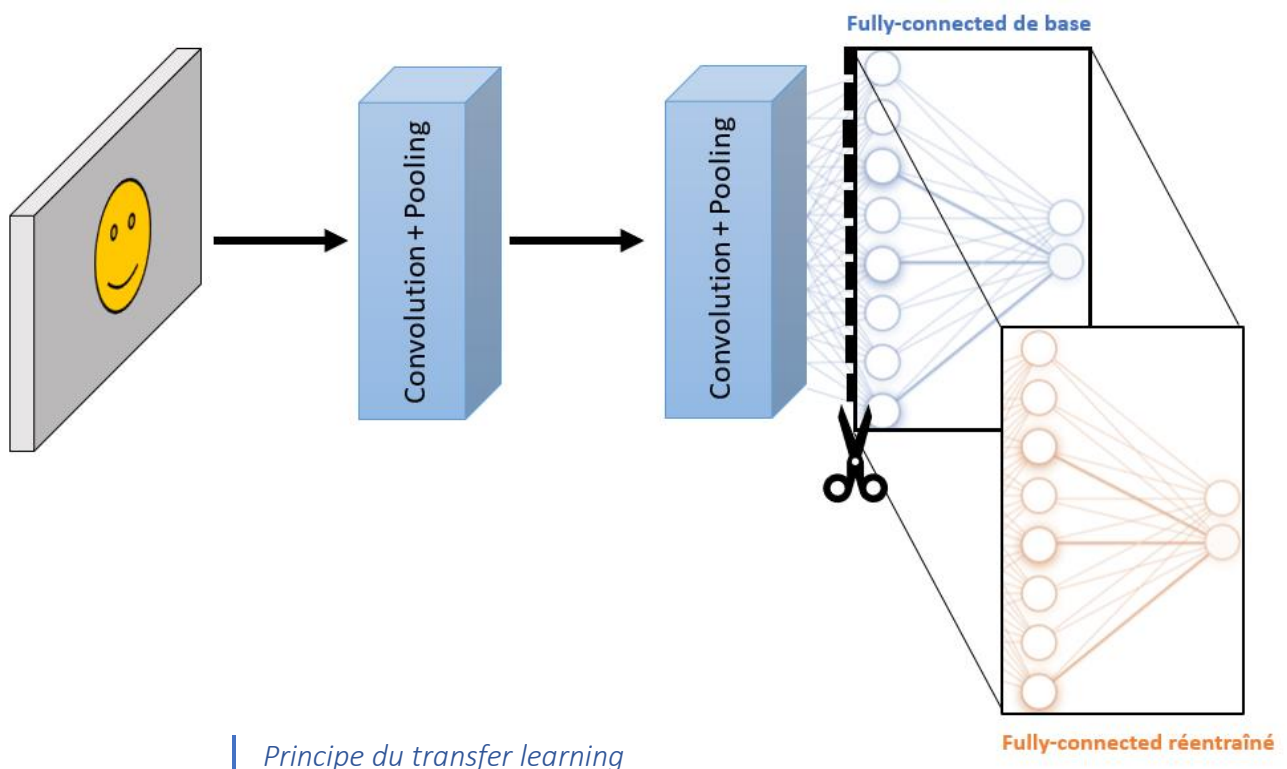 Fully-connected de base
Convolution + Pooling
Convolution + Pooling
Fully-connected réentraîné
Principe du transfer learning